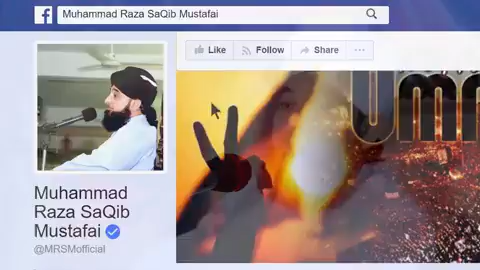 Muhammad Raza SaQib Mustafai
Like
Follow
Share
Muhammad
Raza SaQib
Mustafai
@MRSMofficial